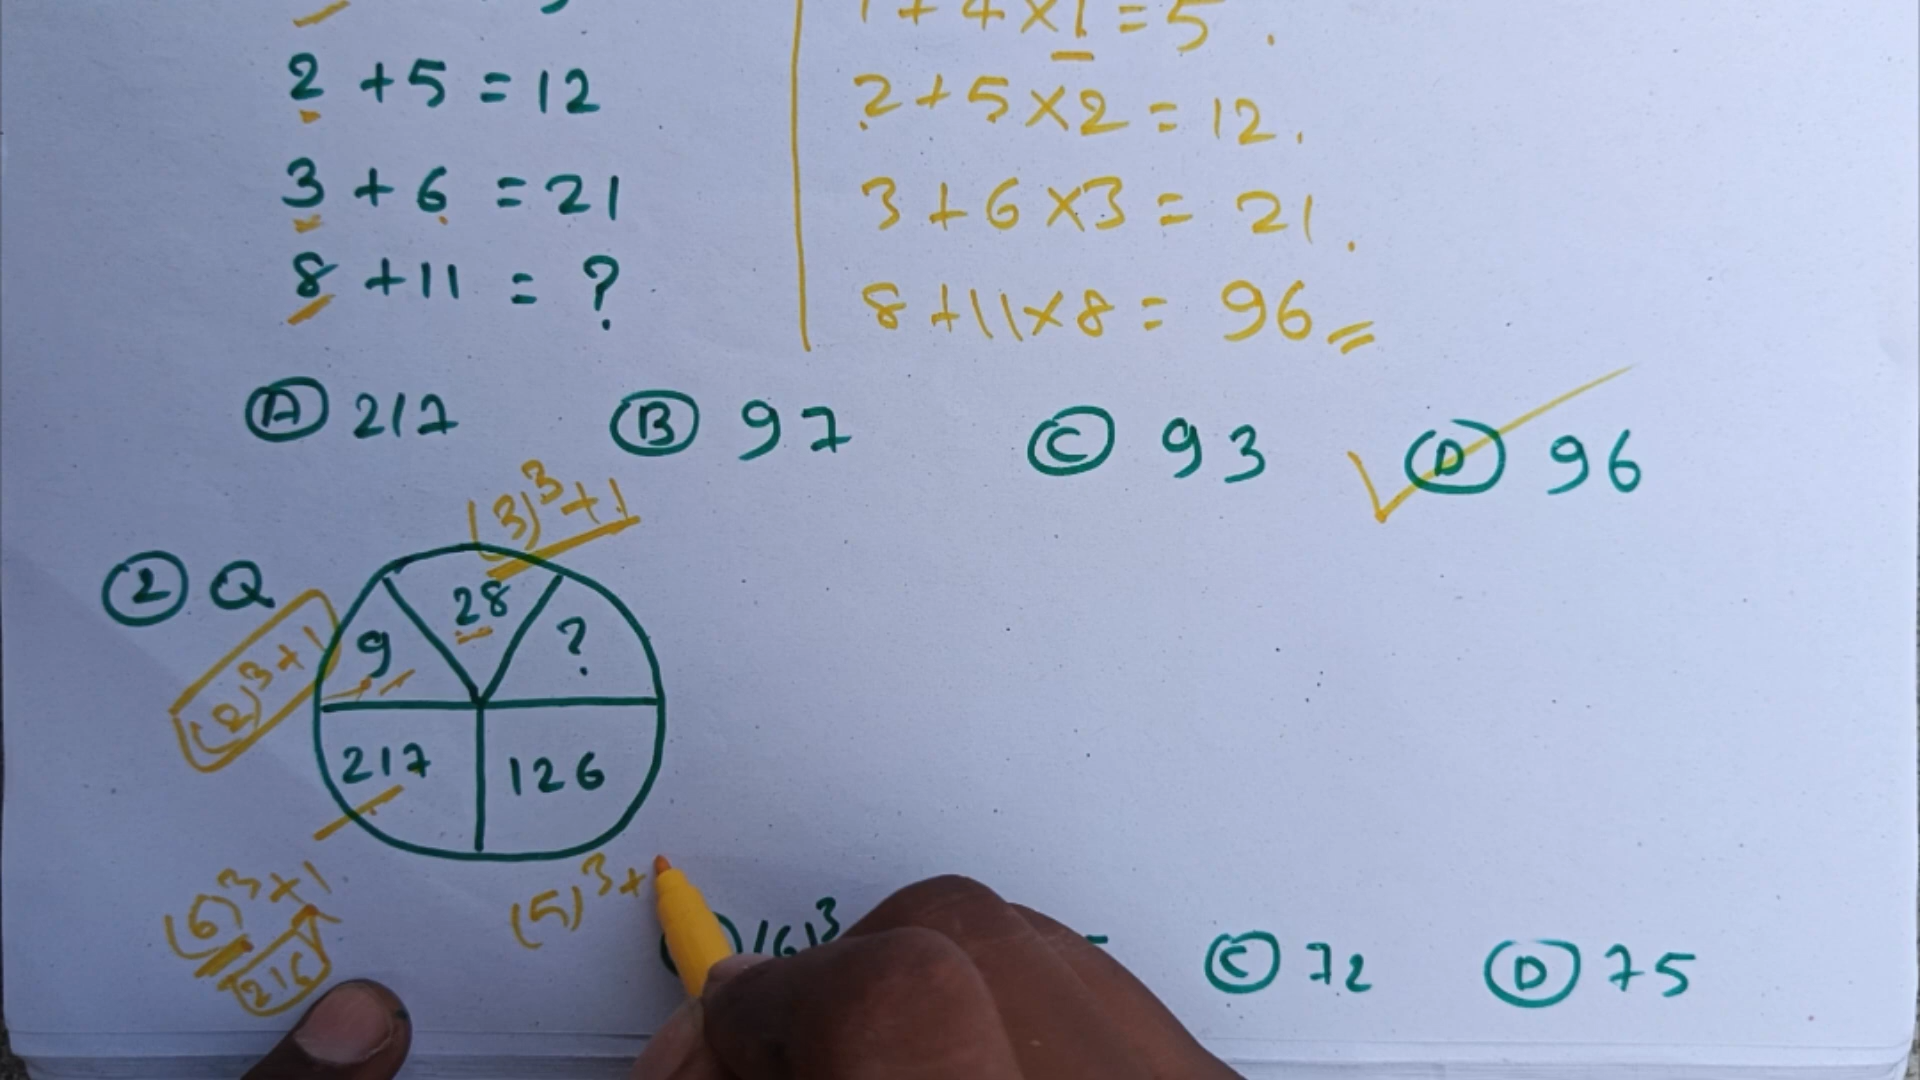 1 + 4 × 1 = 5.
2 + 5 = 12
2 + 5 × 2 = 12.
3 + 6 = 21
3 + 6 × 3 = 21.
8 + 11 = ?
8 + 11 × 8 = 96
A 217 B 97 C 93 D 96
(3)³ + 1
2 Q
28
(2)³ + 1
9 ?
217 126
(6)³ + 1
(5)³ +
216
C 72 D 75